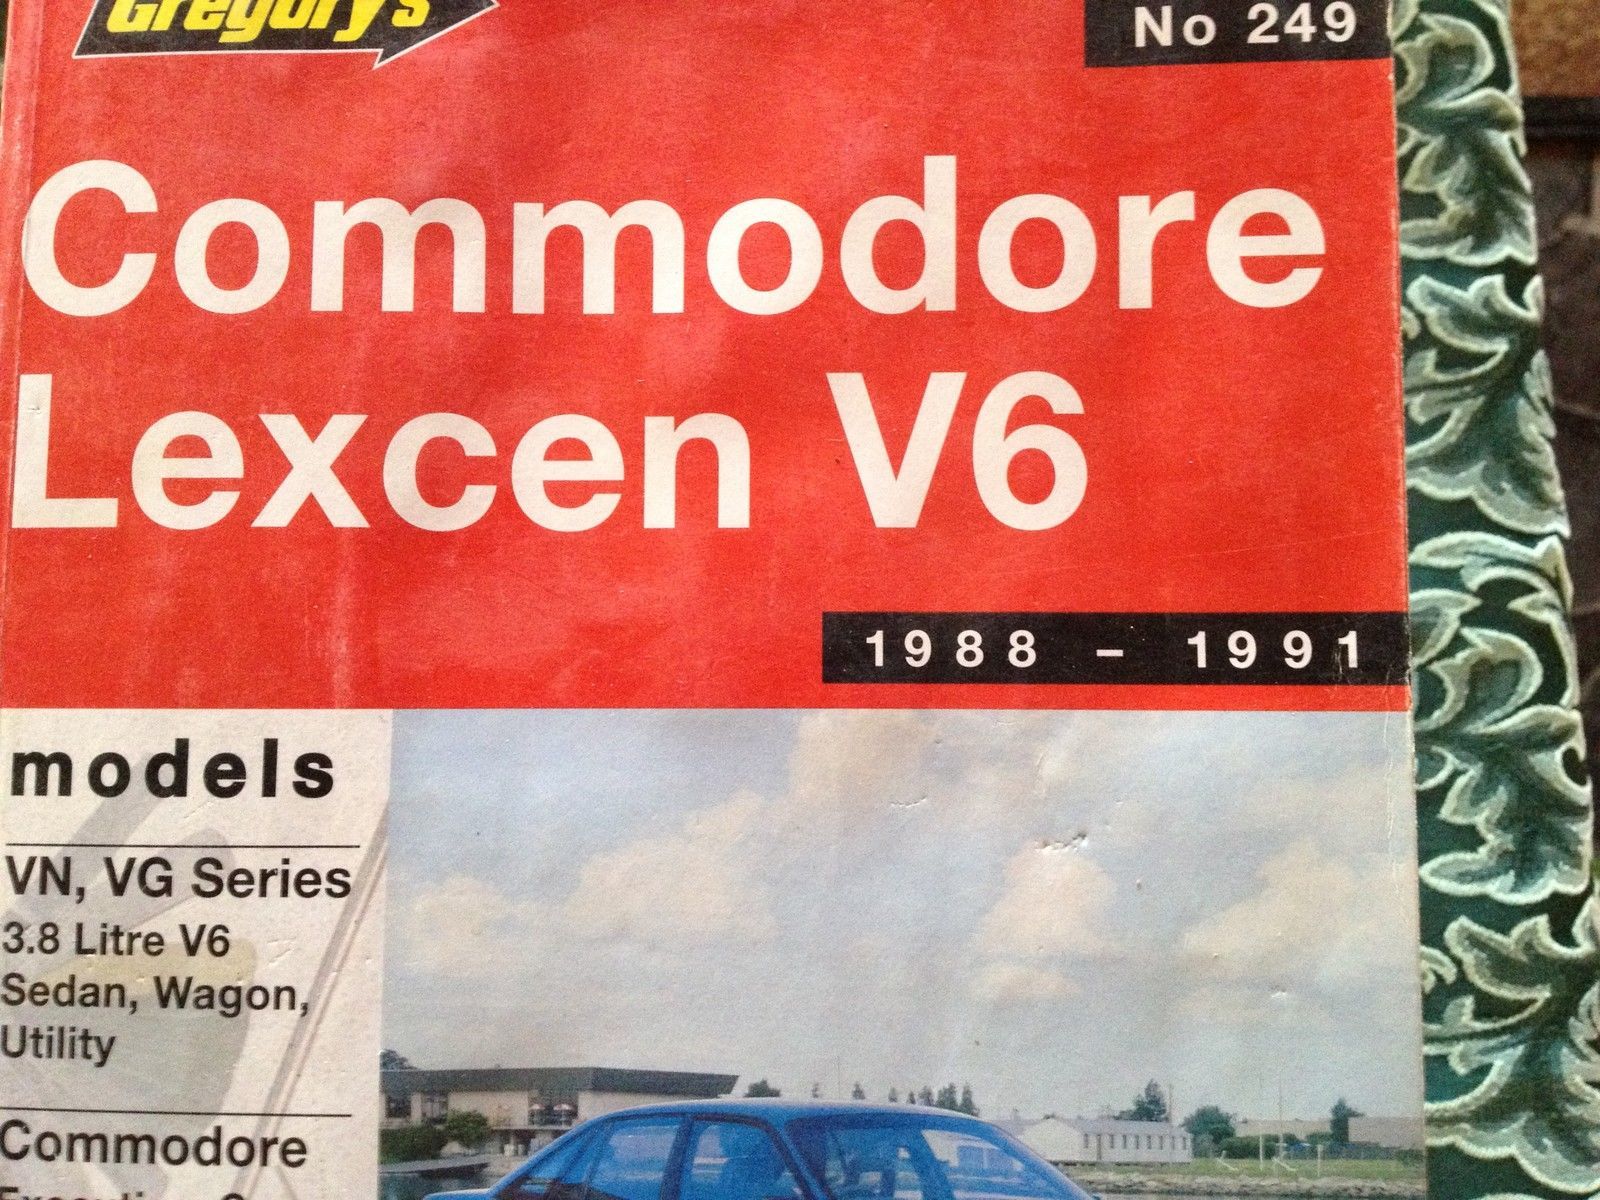 Gregory's
No 249
Commodore
Lexcen V6
1988 – 1991
models
VN, VG Series
3.8 Litre V6
Sedan, Wagon,
Utility
Commodore